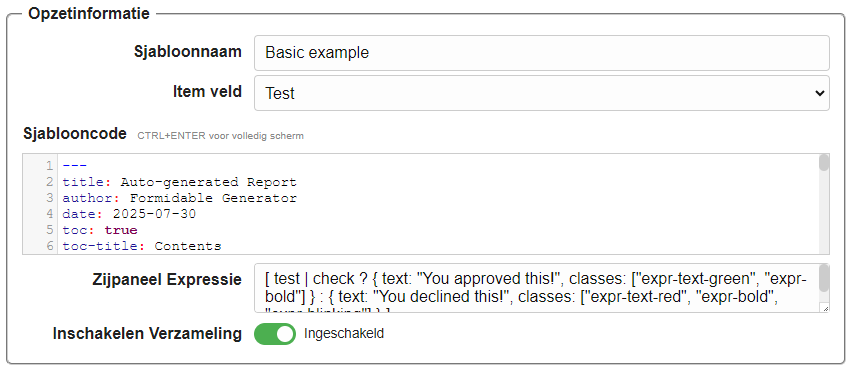 Opzetinformatie
Sjabloonnaam Basic example
Item veld Test
Sjablooncode CTRL+ENTER voor volledig scherm
1 ---
2 title: Auto-generated Report
3 author: Formidable Generator
4 date: 2025-07-30
5 toc: true
6 toc-title: Contents
Zijpaneel Expressie [ test | check ? { text: "You approved this!", classes: ["expr-text-green", "expr-
bold"] } : { text: "You declined this!", classes: ["expr-text-red", "expr-bold",
"expr-blinking"] } ]
Inschakelen Verzameling Ingeschakeld